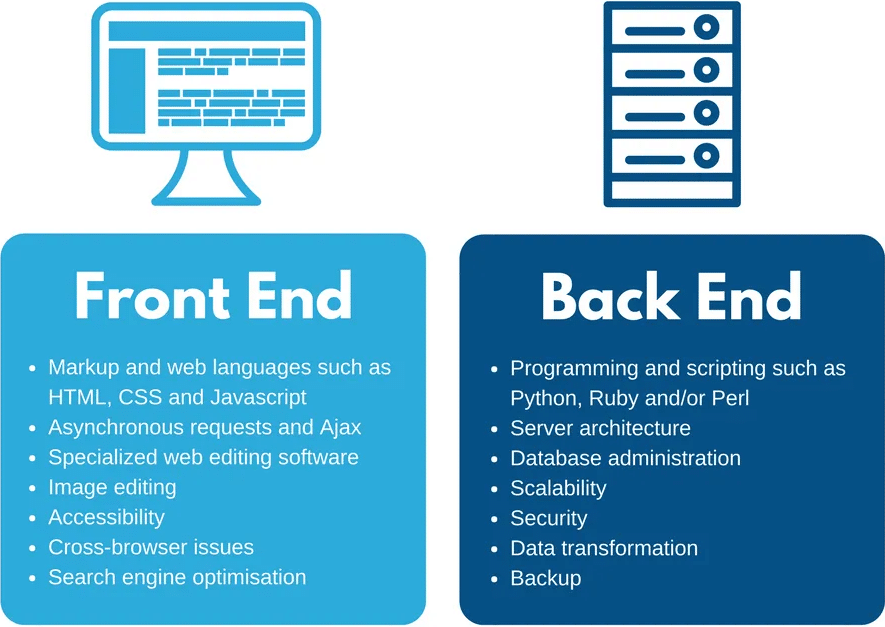 Front End
• Markup and web languages such as
HTML, CSS and Javascript
• Asynchronous requests and Ajax
• Specialized web editing software
• Image editing
• Accessibility
• Cross-browser issues
• Search engine optimisation
Back End
• Programming and scripting such as
Python, Ruby and/or Perl
• Server architecture
• Database administration
• Scalability
• Security
• Data transformation
• Backup